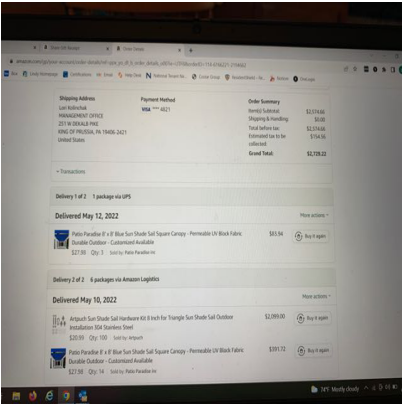 Shipping Address
Payment Method
Order Summary
Lori Kolinchak
MANAGEMENT OFFICE
251 W DEKALB PIKE
KING OF PRUSSIA, PA 19406-2421
United States
VISA **** 4621
Item(s) Subtotal: $2,574.66
Shipping & Handling: $0.00
Total before tax: $2,574.66
Estimated tax to be collected: $154.56
Grand Total:
Transactions
Delivery 1 of 2 1 package via UPS
Delivered May 12, 2022
More actions
Patio Paradise 8' x 8' Blue Sun Shade Sail Square Canopy - Permeable UV Block Fabric
Durable Outdoor - Customized Available
Buy it again
$27.98 Qty: 3 Sold by: Patio Paradise Inc
Delivery 2 of 2 6 packages via Amazon Logistics
Delivered May 10, 2022
More actions
Artpuch Sun Shade Sail Hardware Kit 8 Inch for Triangle Sun Shade Sail Outdoor
Installation 304 Stainless Steel
$2,099.00
Buy it again
$20.99 Qty: 100 Sold by: Artpuch
Patio Paradise 8' x 8' Blue Sun Shade Sail Square Canopy - Permeable UV Block Fabric
Durable Outdoor - Customized Available
$391.72
Buy it again
$27.98 Qty: 14 Sold by: Patio Paradise Inc
74°F Mostly cloudy